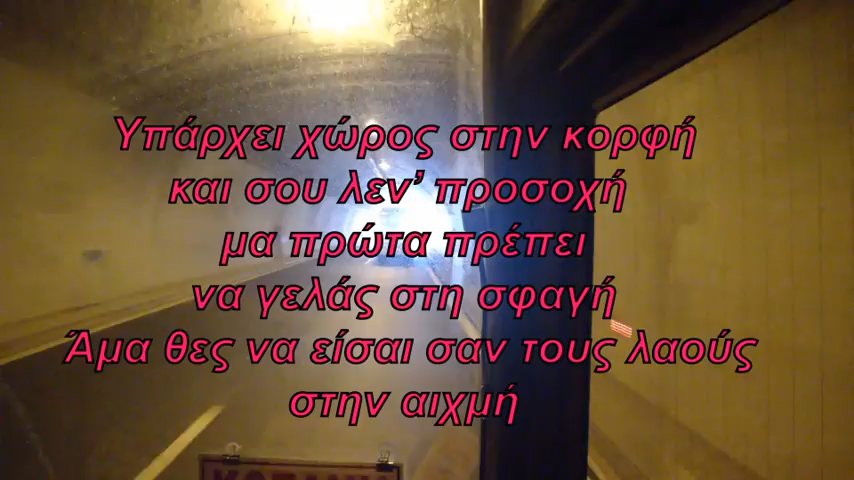 Υπάρχει χώρος στην κορφή
και σου λεν’ προσοχή
μα πρώτα πρέπει
να γελάς στη σφαγή
Άμα θες να είσαι σαν τους λαούς
στην αιχμή